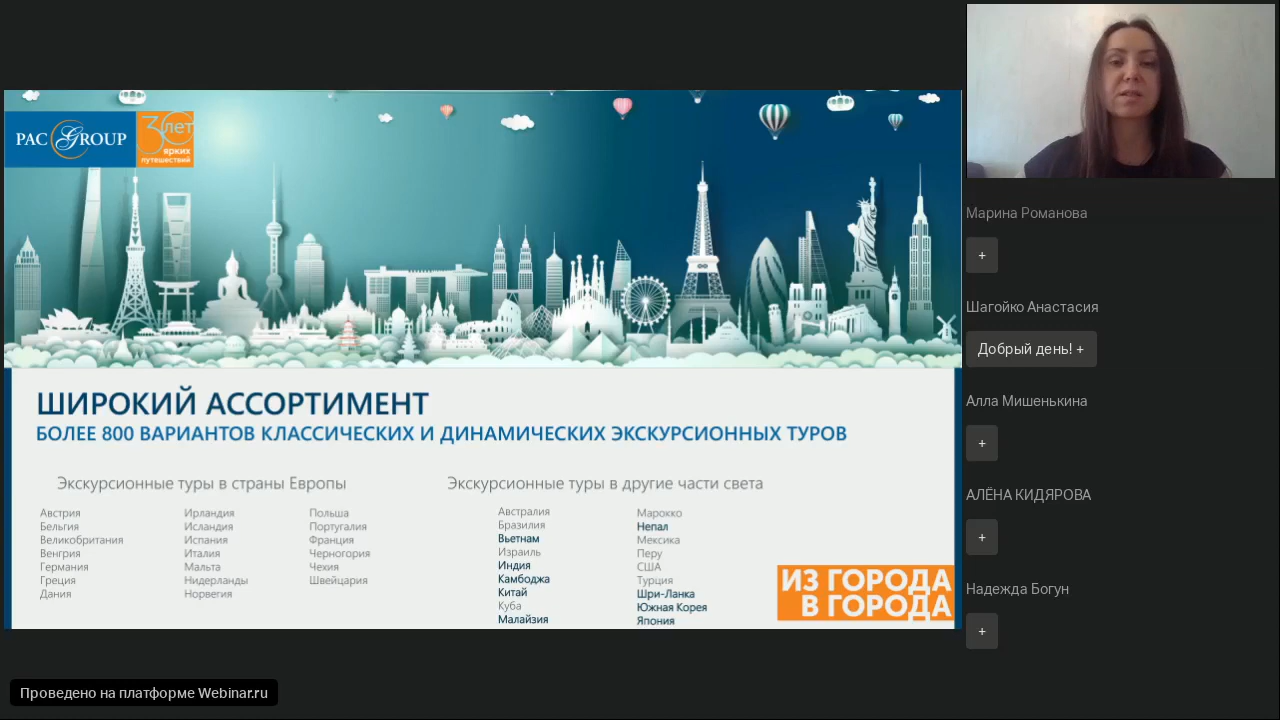 PAC GROUP
30 лет
ярких
путешествий
ШИРОКИЙ АССОРТИМЕНТ
БОЛЕЕ 800 ВАРИАНТОВ КЛАССИЧЕСКИХ И ДИНАМИЧЕСКИХ ЭКСКУРСИОННЫХ ТУРОВ
Экскурсионные туры в страны Европы
Австрия
Бельгия
Великобритания
Венгрия
Германия
Греция
Дания
Ирландия
Исландия
Испания
Италия
Мальта
Нидерланды
Норвегия
Польша
Португалия
Франция
Черногория
Чехия
Швейцария
Экскурсионные туры в другие части света
Австралия
Бразилия
Вьетнам
Израиль
Индия
Камбоджа
Китай
Куба
Малайзия
Марокко
Непал
Мексика
Перу
США
Турция
Шри-Ланка
Южная Корея
Япония
ИЗ ГОРОДА
В ГОРОДА
Марина Романова
+
Шагойко Анастасия
Добрый день! +
Алла Мишенькина
+
АЛЁНА КИДЯРОВА
+
Надежда Богун
+
Проведено на платформе Webinar.ru